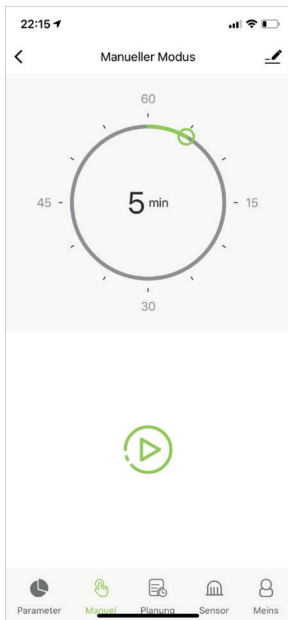 22:15
Manueller Modus
60
45
5 min
15
30
Parameter
Manuel
Planung
Sensor
Meins